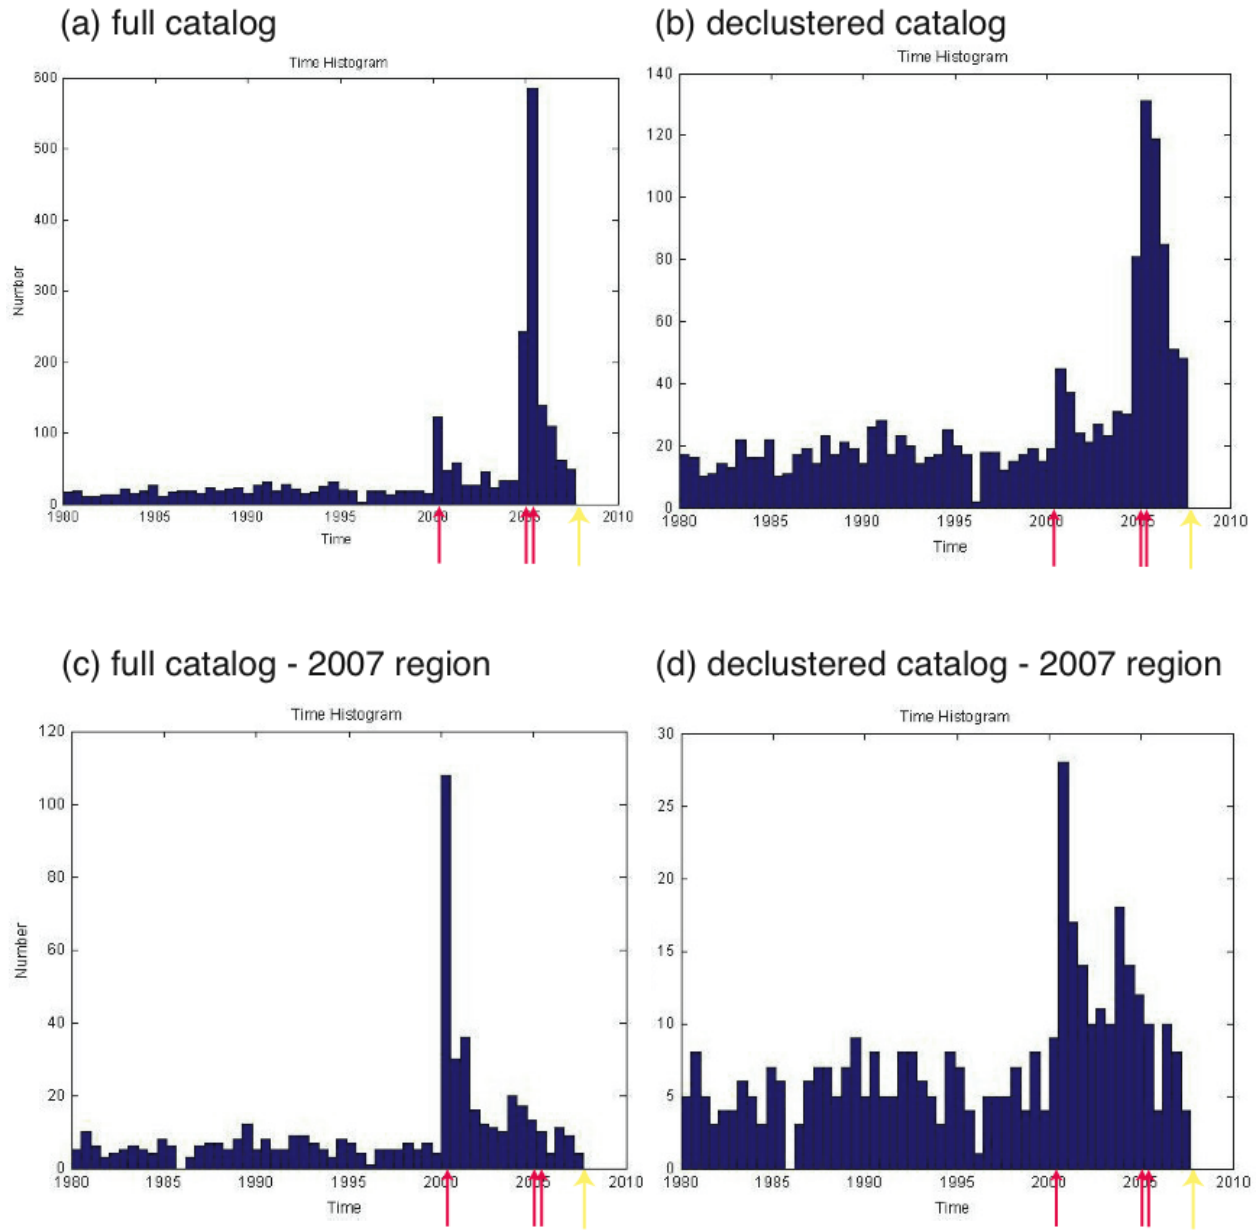 (a) full catalog
Time Histogram
600
500
400
300
200
100
0
Number
1980 1985 1990 1995 2000 2005 2010
Time
(b) declustered catalog
Time Histogram
140
120
100
80
60
40
20
0
1980 1985 1990 1995 2000 2005 2010
Time
(c) full catalog - 2007 region
Time Histogram
120
100
80
60
40
20
0
Number
1980 1985 1990 1995 2000 2005 2010
Time
(d) declustered catalog - 2007 region
Time Histogram
30
25
20
15
10
5
0
1980 1985 1990 1995 2000 2005 2010
Time